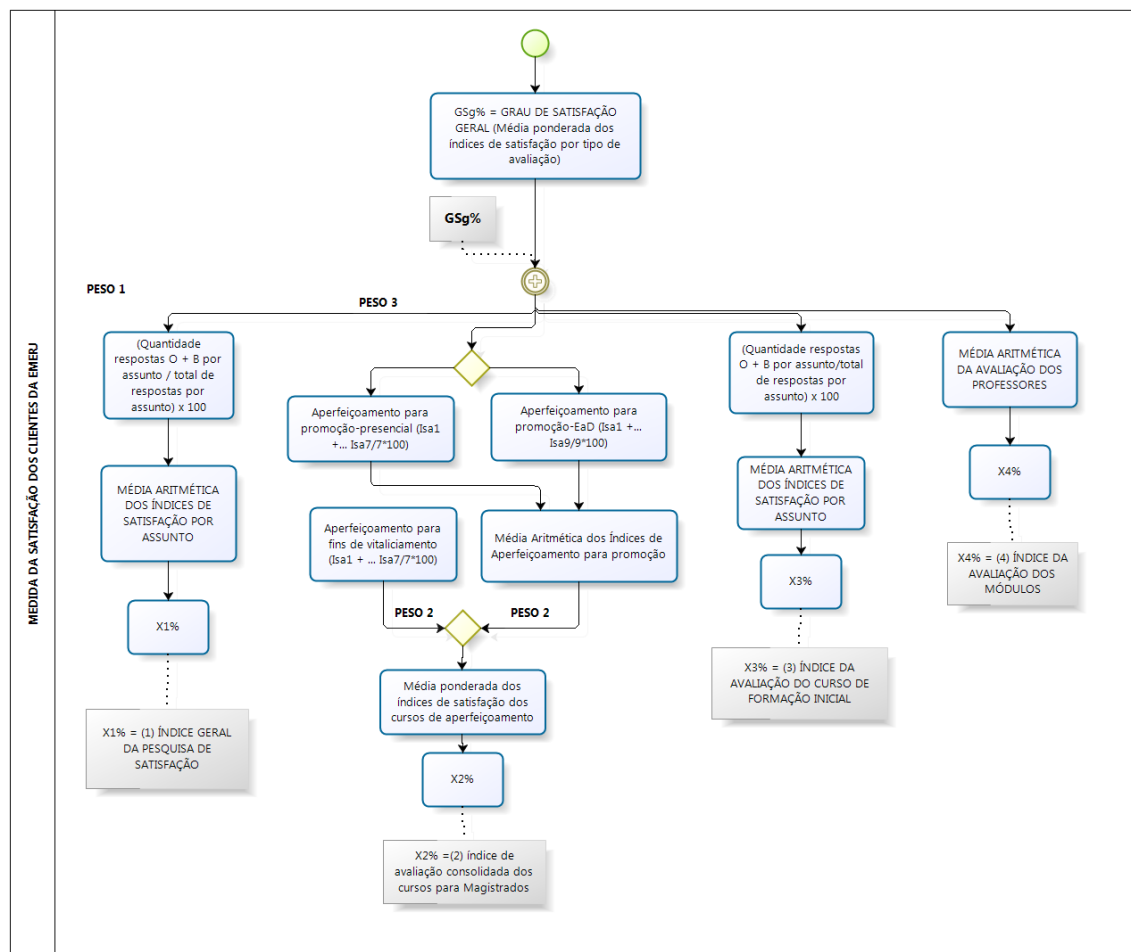 MEDIDA DA SATISFAÇÃO DOS CLIENTES DA EMERJ
GSg% = GRAU DE SATISFAÇÃO
GERAL (Média ponderada dos
índices de satisfação por tipo de
avaliação)
GSg%
PESO 1
PESO 3
(Quantidade
respostas O + B por
assunto / total de
respostas por
assunto) x 100
MÉDIA ARITMÉTICA
DOS ÍNDICES DE
SATISFAÇÃO POR
ASSUNTO
X1%
X1% = (1) ÍNDICE GERAL
DA PESQUISA DE
SATISFAÇÃO
Aperfeiçoamento para
promoção-presencial (Isa1
+... Isa7/7*100)
Aperfeiçoamento para
promoção-EaD (Isa1 +...
Isa9/9*100)
Aperfeiçoamento para
fins de vitaliciamento
(Isa1 + ... Isa7/7*100)
Média Aritmética dos Índices de
Aperfeiçoamento para promoção
PESO 2
PESO 2
Média ponderada dos
índices de satisfação dos
cursos de aperfeiçoamento
X2%
X2% =(2) índice de
avaliação consolidada dos
cursos para Magistrados
(Quantidade respostas
O + B por assunto/total
de respostas por
assunto) x 100
MÉDIA ARITMÉTICA
DOS ÍNDICES DE
SATISFAÇÃO POR
ASSUNTO
X3%
X3% = (3) ÍNDICE DA
AVALIAÇÃO DO CURSO DE
FORMAÇÃO INICIAL
MÉDIA ARITMÉTICA
DA AVALIAÇÃO DOS
PROFESSORES
X4%
X4% = (4) ÍNDICE DA
AVALIAÇÃO DOS
MÓDULOS